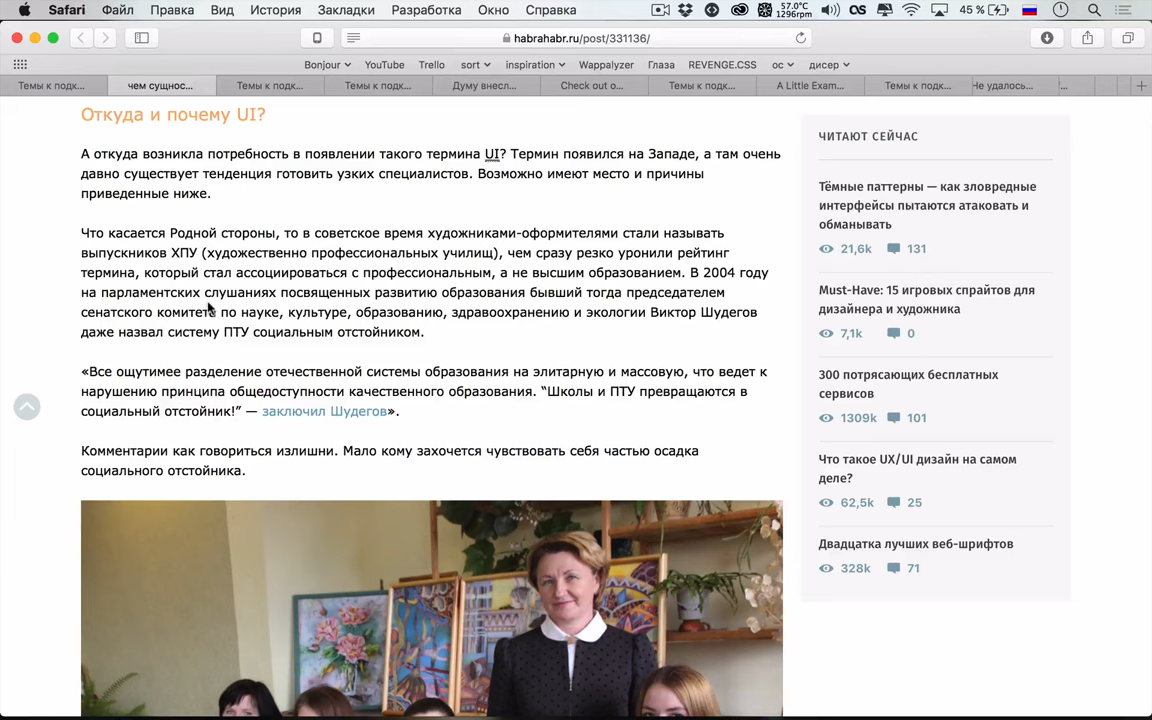 Safari Файл Правка Вид История Закладки Разработка Окно Справка 57.0°C 1296rpm 45 %
habrahabr.ru/post/331136/
Bonjour YouTube Trello sort inspiration Wappalyzer Глаза REVENGE.CSS ос дисер
Темы к подк... чем сущнос... Темы к подк... Темы к подк... Думу внесл... Check out o... Темы к подк... A Little Exam... Темы к подк... Не удалось...
Откуда и почему UI?
А откуда возникла потребность в появлении такого термина UI? Термин появился на Западе, а там очень
давно существует тенденция готовить узких специалистов. Возможно имеют место и причины
приведенные ниже.
Что касается Родной стороны, то в советское время художниками-оформителями стали называть
выпускников ХПУ (художественно профессиональных училищ), чем сразу резко уронили рейтинг
термина, который стал ассоциироваться с профессиональным, а не высшим образованием. В 2004 году
на парламентских слушаниях посвященных развитию образования бывший тогда председателем
сенатского комитета по науке, культуре, образованию, здравоохранению и экологии Виктор Шудегов
даже назвал систему ПТУ социальным отстойником.
«Все ощутимее разделение отечественной системы образования на элитарную и массовую, что ведет к
нарушению принципа общедоступности качественного образования. “Школы и ПТУ превращаются в
социальный отстойник!” — заключил Шудегов».
Комментарии как говориться излишни. Мало кому захочется чувствовать себя частью осадка
социального отстойника.
ЧИТАЮТ СЕЙЧАС
Тёмные паттерны — как зловредные
интерфейсы пытаются атаковать и
обманывать
21,6k 131
Must-Have: 15 игровых спрайтов для
дизайнера и художника
7,1k 0
300 потрясающих бесплатных
сервисов
1309k 101
Что такое UX/UI дизайн на самом
деле?
62,5k 25
Двадцатка лучших веб-шрифтов
328k 71